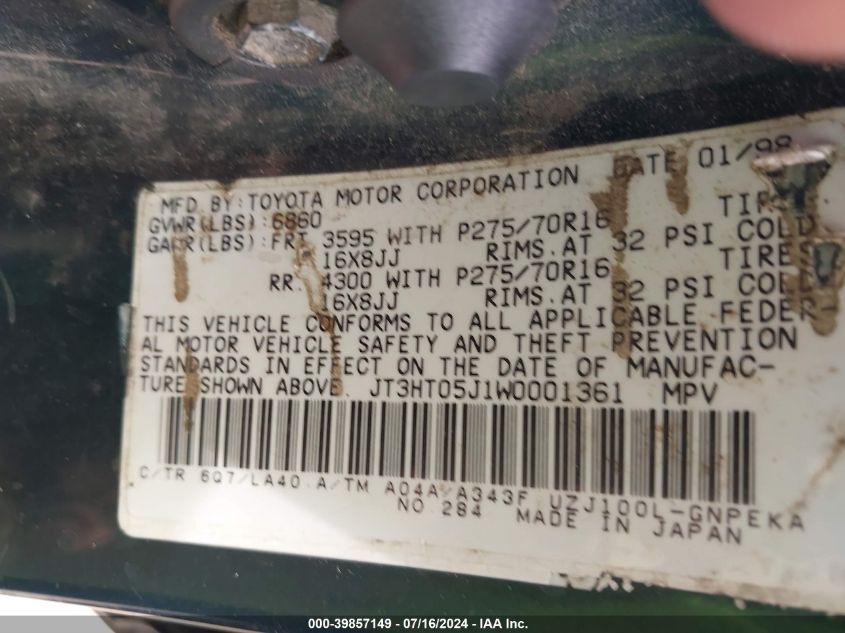 MFD.BY:TOYOTA MOTOR CORPORATION DATE 01/98
GVWR(LBS):6860
GAWR(LBS):FRT. 3595 WITH P275/70R16 TIRES
16X8JJ RIMS.AT 32 PSI COLD
RR. 4300 WITH P275/70R16 TIRES
16X8JJ RIMS.AT 32 PSI COLD
THIS VEHICLE CONFORMS TO ALL APPLICABLE FEDER-
AL MOTOR VEHICLE SAFETY AND THEFT PREVENTION
STANDARDS IN EFFECT ON THE DATE OF MANUFAC-
TURE SHOWN ABOVE. JT3HT05J1W0001361 MPV
C/TR 6Q7/LA40 A/TM A04A/A343F UZJ100L-GNPEKA
NO.284 MADE IN JAPAN
000-39857149 - 07/16/2024 - IAA Inc.